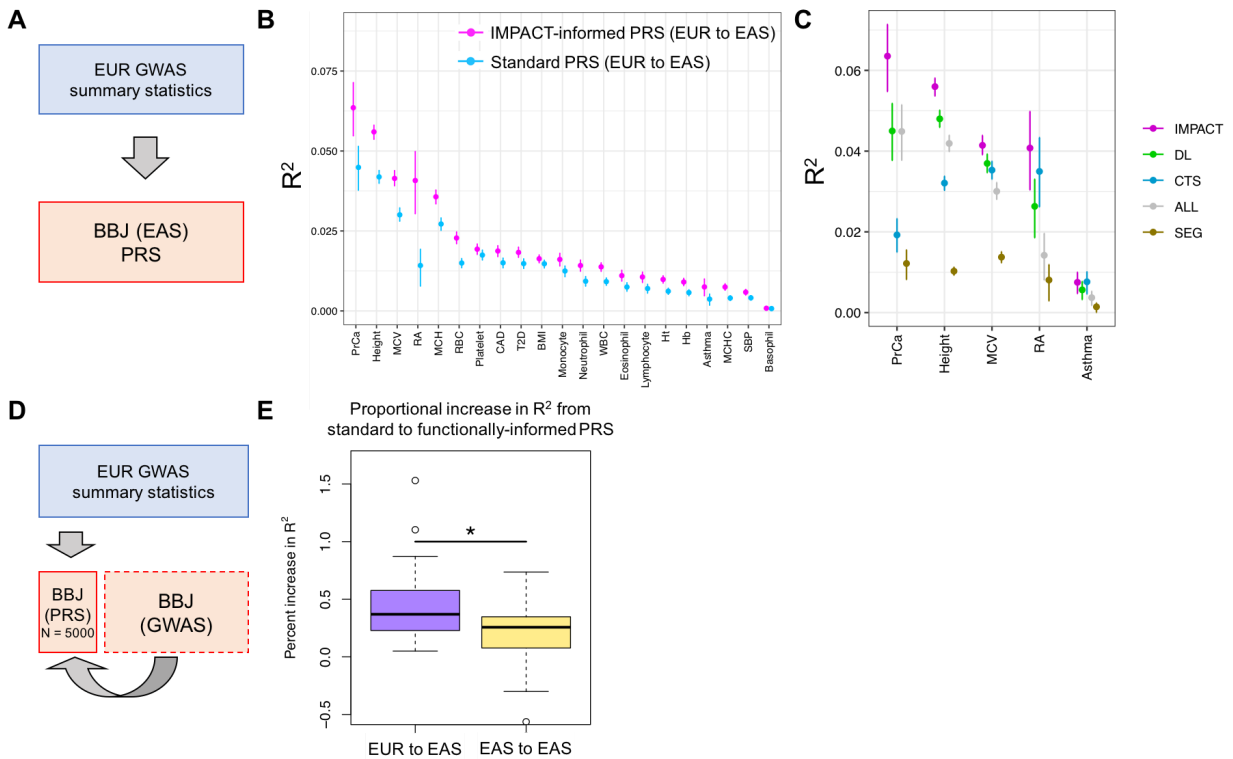 A
EUR GWAS
summary statistics
BBJ (EAS)
PRS
B
IMPACT-informed PRS (EUR to EAS)
Standard PRS (EUR to EAS)
R2
0.075
0.050
0.025
0.000
PrCa
Height
MCV
RA
MCH
RBC
Platelet
CAD
T2D
BMI
Monocyte
Neutrophil
WBC
Eosinophil
Lymphocyte
Ht
Hb
Asthma
MCHC
SBP
Basophil
C
R2
0.06
0.04
0.02
0.00
PrCa
Height
MCV
RA
Asthma
IMPACT
DL
CTS
ALL
SEG
D
EUR GWAS
summary statistics
BBJ
(PRS)
N = 5000
BBJ
(GWAS)
E
Proportional increase in R2 from
standard to functionally-informed PRS
Percent increase in R2
1.5
1.0
0.5
0.0
−0.5
*
EUR to EAS
EAS to EAS